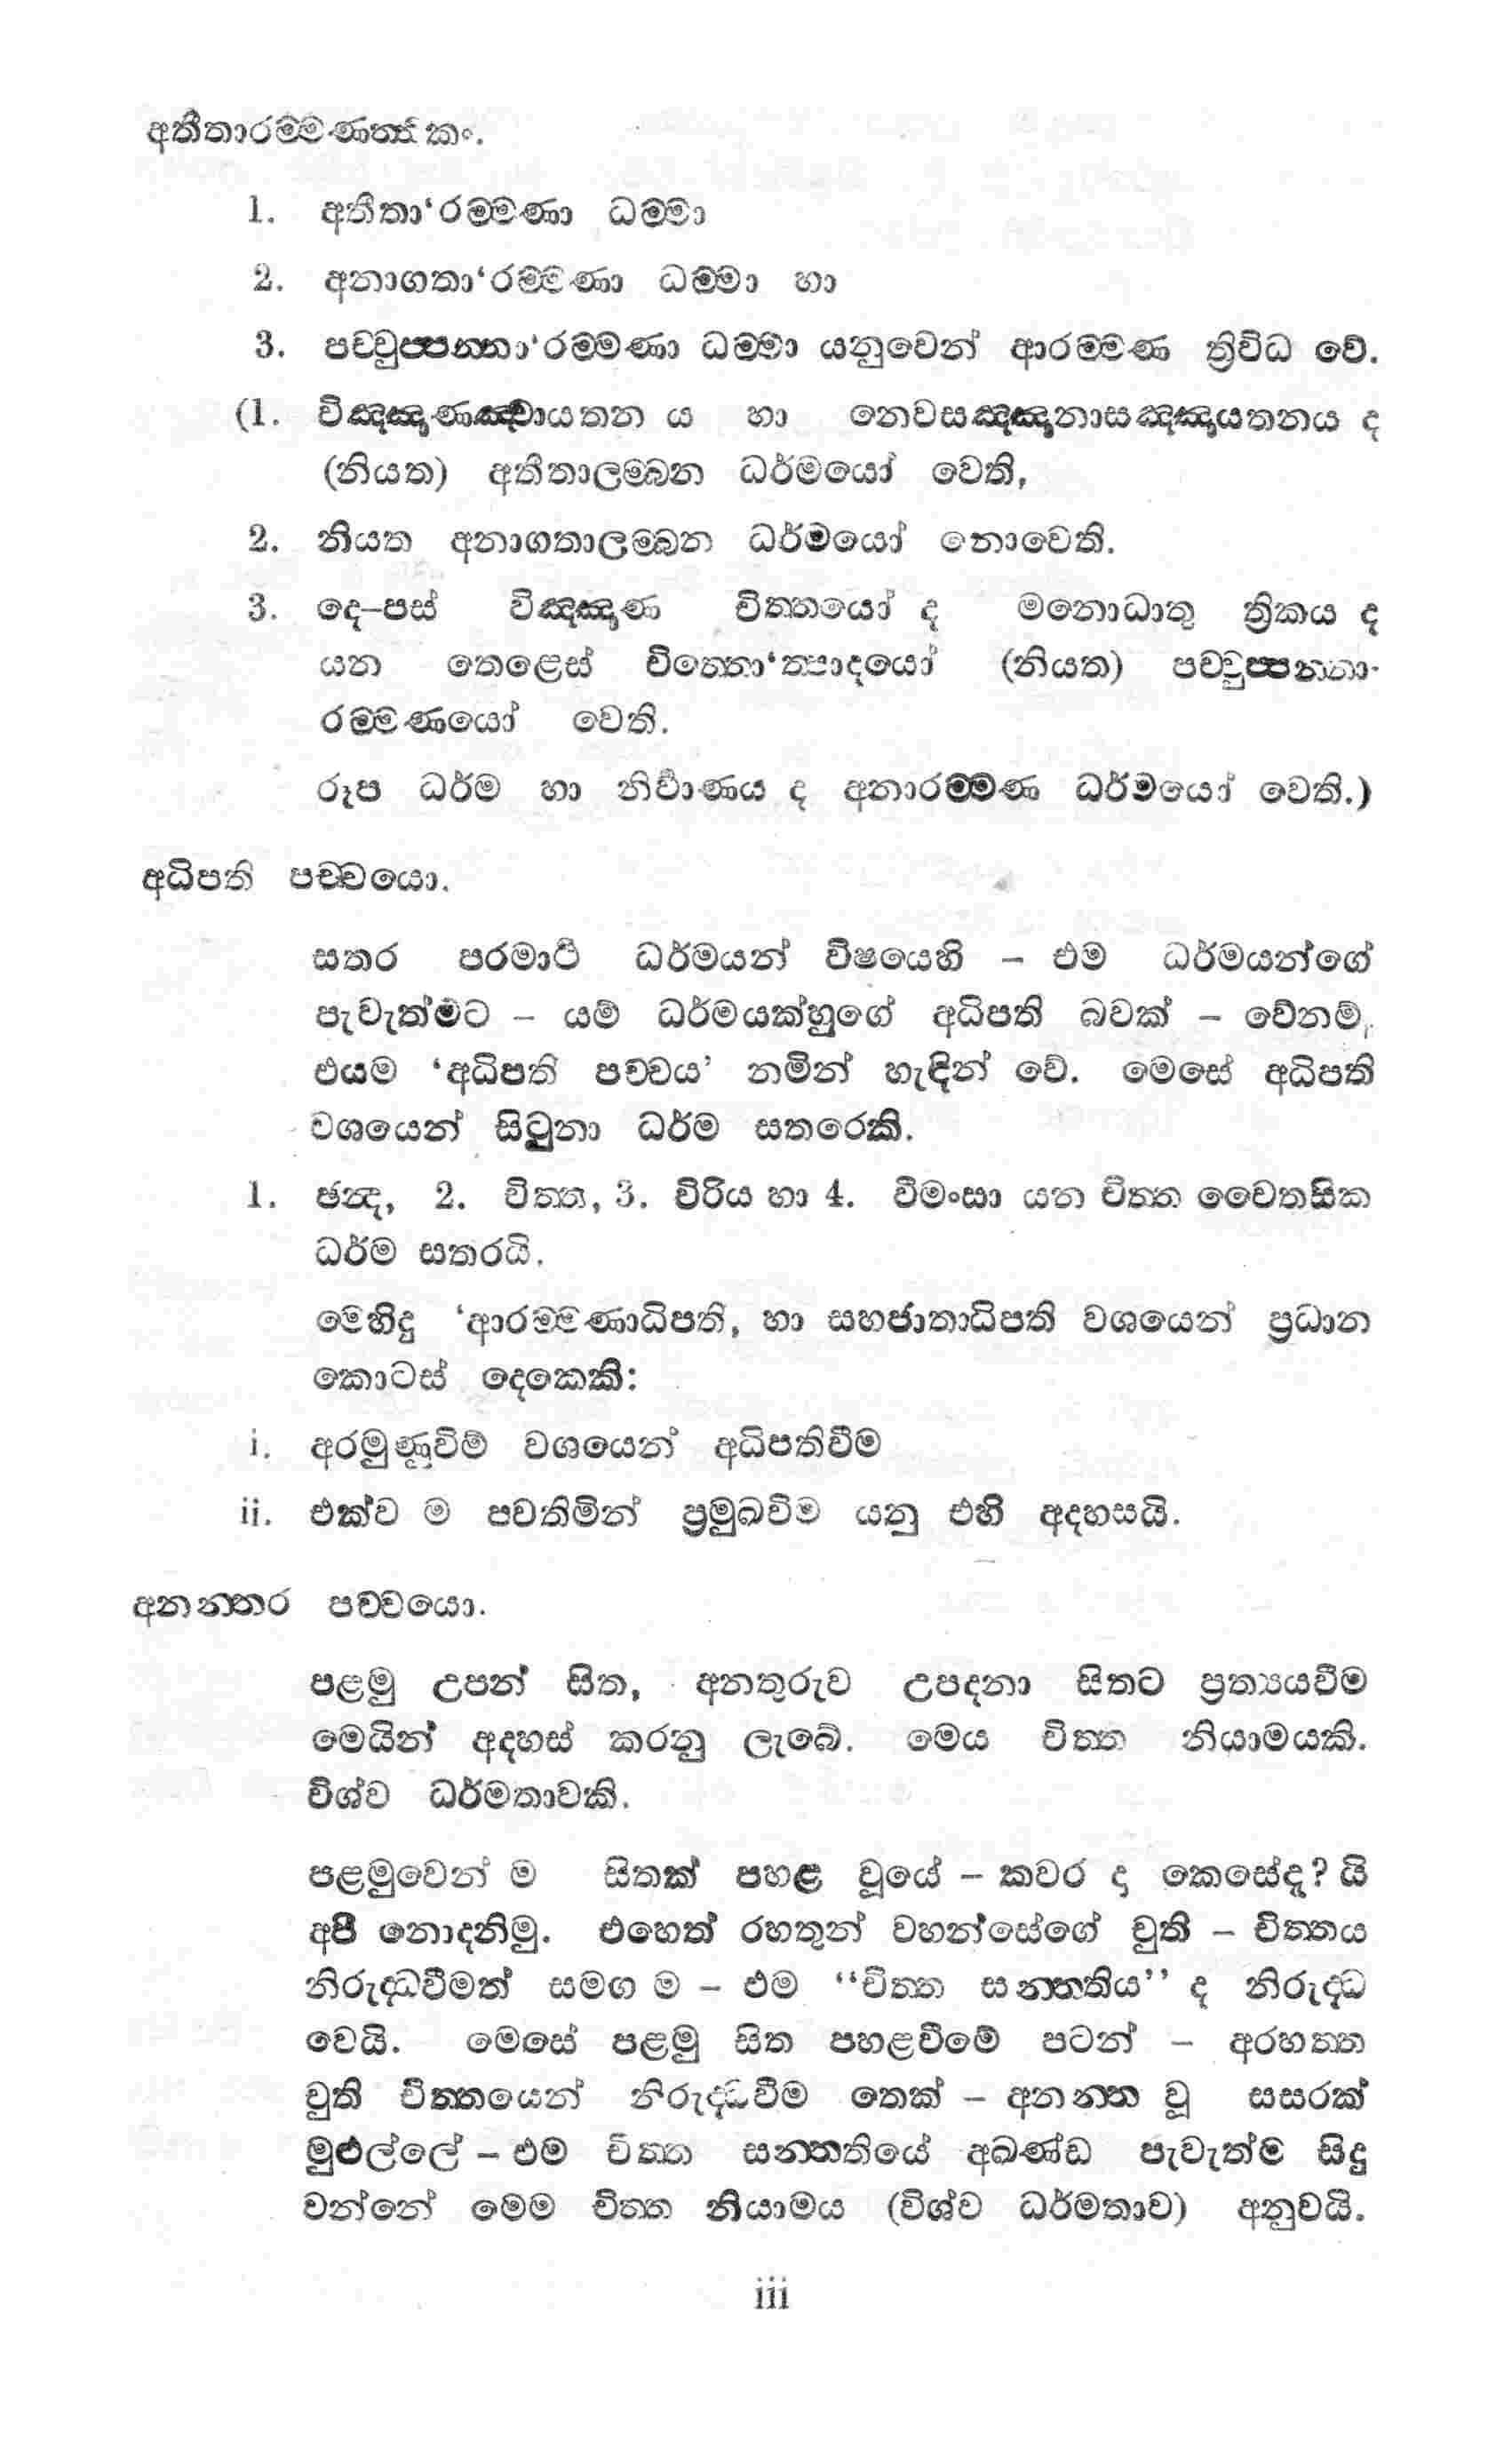 අතීතාරම්මණත්තිකං.
1. අතීතා‘රම්මණා ධම්මා
2. අනාගතා‘රම්මණා ධම්මා හා
3. පච්චුප්පන්නා‘රම්මණා ධම්මා යනුවෙන් ආරම්මණ ත්‍රිවිධ වේ.
(1. විඤ්ඤාණඤ්චායතන ය හා නෙවසඤ්ඤානාසඤ්ඤායතනය ද
(නියත) අතීතාලම්බන ධර්මයෝ වෙති,
2. නියත අනාගතාලම්බන ධර්මයෝ නොවෙති.
3. දෙ–පස් විඤ්ඤාණ චිත්තයෝ ද මනොධාතු ත්‍රිකය ද
යන තෙළෙස් චිත්තො‘ත්පාදයෝ (නියත) පච්චුප්පන්නා-
රම්මණයෝ වෙති.
රූප ධර්ම හා නිර්වාණය ද අනාරම්මණ ධර්මයෝ වෙති.)
අධිපති පච්චයො.
සතර පරමාර්ථ ධර්මයන් විෂයෙහි – එම ධර්මයන්ගේ
පැවැත්මට – යම් ධර්මයක්හුගේ අධිපති බවක් – වේනම්,
එයම ‘අධිපති පච්චය’ නමින් හැඳින් වේ. මෙසේ අධිපති
වශයෙන් සිටුනා ධර්ම සතරෙකි.
1. ඡන්ද, 2. චිත්ත, 3. විරිය හා 4. වීමංසා යන චිත්ත චෛතසික
ධර්ම සතරයි.
මෙහිදු ‘ආරම්මණාධිපති, හා සහජාතාධිපති වශයෙන් ප්‍රධාන
කොටස් දෙකෙකි:
i. අරමුණුවීම් වශයෙන් අධිපතිවීම
ii. එක්ව ම පවතිමින් ප්‍රමුඛවීම යනු එහි අදහසයි.
අනන්තර පච්චයො.
පළමු උපන් සිත, අනතුරුව උපදනා සිතට ප්‍රත්‍යයවීම
මෙයින් අදහස් කරනු ලැබේ. මෙය චිත්ත නියාමයකි.
විශ්ව ධර්මතාවකි.
පළමුවෙන් ම සිතක් පහළ වූයේ – කවර දා කෙසේදැ? යි
අපි නොදනිමු. එහෙත් රහතුන් වහන්සේගේ චුති – චිත්තය
නිරුද්ධවීමත් සමග ම – එම “චිත්ත සන්තතිය” ද නිරුද්ධ
වෙයි. මෙසේ පළමු සිත පහළවීමේ පටන් – අරහත්ත
චුති චිත්තයෙන් නිරුද්ධවීම තෙක් – අනන්ත වූ සසරක්
මුළුල්ලේ – එම චිත්ත සන්තතියේ අඛණ්ඩ පැවැත්ම සිදු
වන්නේ මෙම චිත්ත නියාමය (විශ්ව ධර්මතාව) අනුවයි.
iii